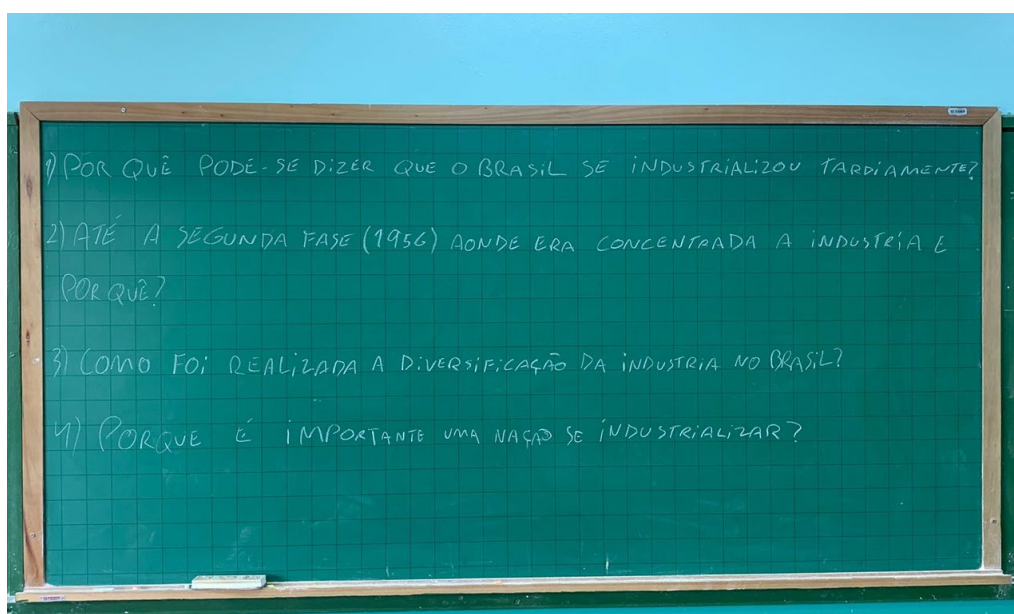 1) POR QUÊ PODE-SE DIZER QUE O BRASIL SE INDUSTRIALIZOU TARDIAMENTE?
2) ATÉ A SEGUNDA FASE (1956) AONDE ERA CONCENTRADA A INDUSTRÍA E
POR QUÊ?
3) COMO FOI REALIZADA A DIVERSIFICAÇÃO DA INDUSTRIA NO BRASIL?
4) PORQUE É IMPORTANTE UMA NAÇÃO SE INDUSTRIALIZAR?